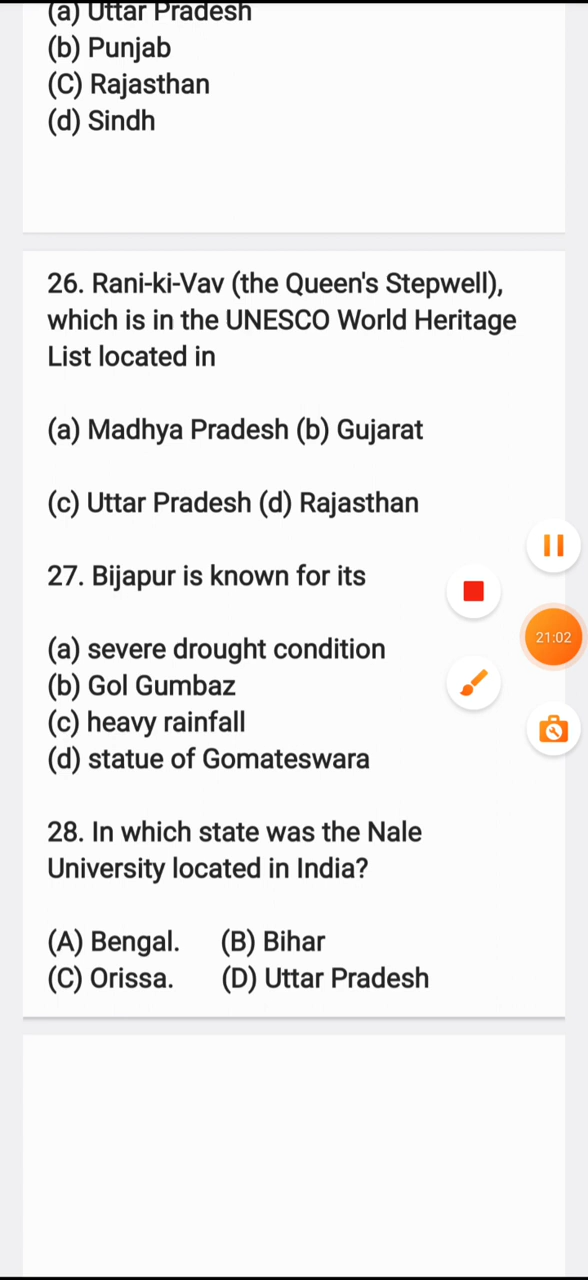 (a) Uttar Pradesh
(b) Punjab
(C) Rajasthan
(d) Sindh
26. Rani-ki-Vav (the Queen's Stepwell),
which is in the UNESCO World Heritage
List located in
(a) Madhya Pradesh (b) Gujarat
(c) Uttar Pradesh (d) Rajasthan
27. Bijapur is known for its
(a) severe drought condition
(b) Gol Gumbaz
(c) heavy rainfall
(d) statue of Gomateswara
21:02
28. In which state was the Nale
University located in India?
(A) Bengal. (B) Bihar
(C) Orissa. (D) Uttar Pradesh